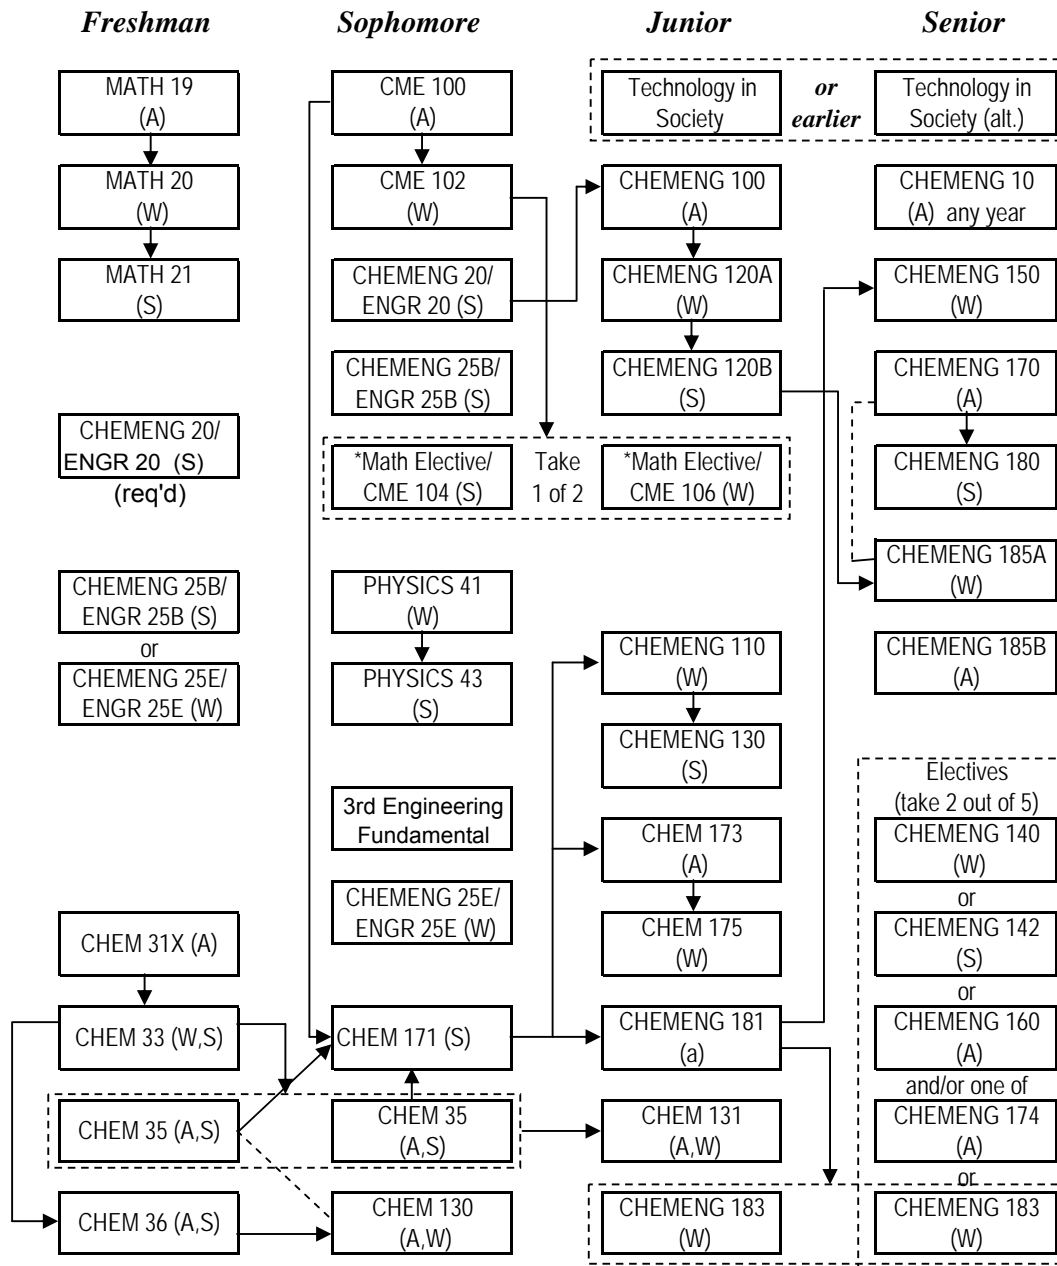 Freshman
MATH 19
(A)
MATH 20
(W)
MATH 21
(S)
CHEMENG 20/
ENGR 20 (S)
(req'd)
CHEMENG 25B/
ENGR 25B (S)
or
CHEMENG 25E/
ENGR 25E (W)
CHEM 31X (A)
CHEM 33 (W,S)
CHEM 35 (A,S)
CHEM 36 (A,S)
Sophomore
CME 100
(A)
CME 102
(W)
CHEMENG 20/
ENGR 20 (S)
CHEMENG 25B/
ENGR 25B (S)
*Math Elective/
CME 104 (S)
Take
1 of 2
PHYSICS 41
(W)
PHYSICS 43
(S)
3rd Engineering
Fundamental
CHEMENG 25E/
ENGR 25E (W)
CHEM 171 (S)
CHEM 35
(A,S)
CHEM 130
(A,W)
Junior
Technology in
Society
or
earlier
CHEMENG 100
(A)
CHEMENG 120A
(W)
CHEMENG 120B
(S)
*Math Elective/
CME 106 (W)
CHEMENG 110
(W)
CHEMENG 130
(S)
CHEM 173
(A)
CHEM 175
(W)
CHEMENG 181
(a)
CHEM 131
(A,W)
CHEMENG 183
(W)
Senior
Technology in
Society (alt.)
CHEMENG 10
(A) any year
CHEMENG 150
(W)
CHEMENG 170
(A)
CHEMENG 180
(S)
CHEMENG 185A
(W)
CHEMENG 185B
(A)
Electives
(take 2 out of 5)
CHEMENG 140
(W)
or
CHEMENG 142
(S)
or
CHEMENG 160
(A)
and/or one of
CHEMENG 174
(A)
or
CHEMENG 183
(W)